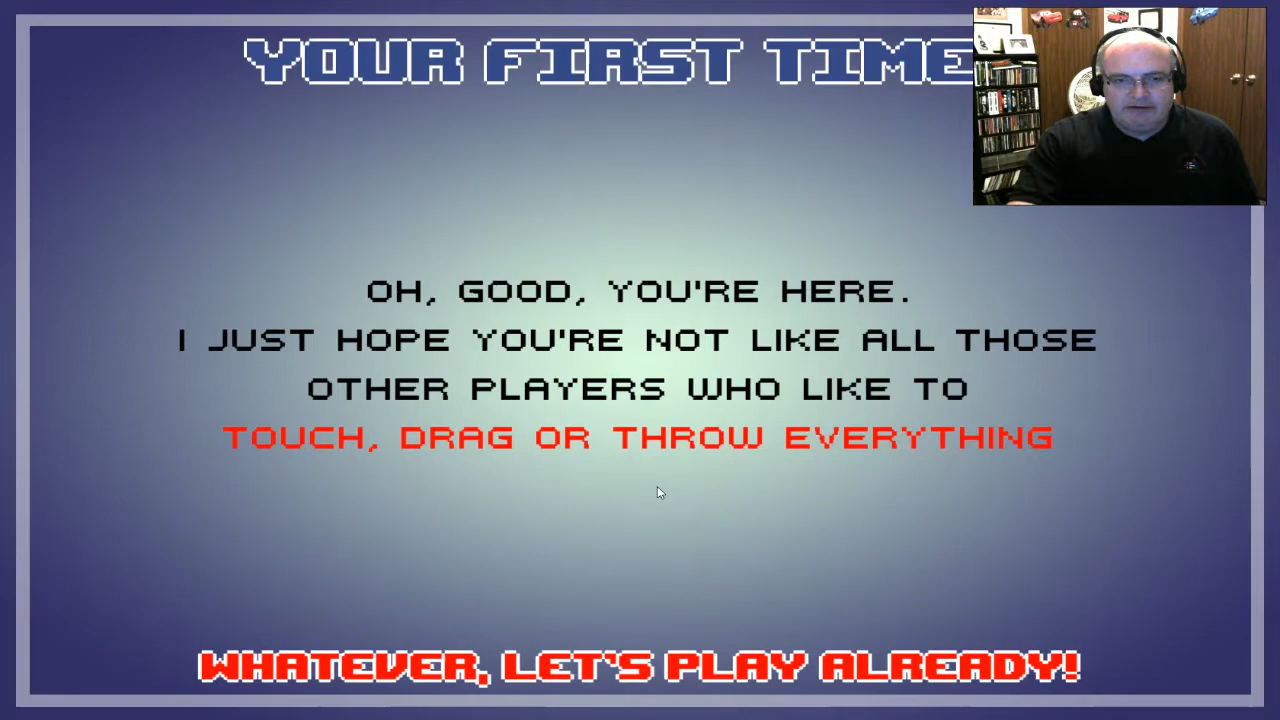 YOUR FIRST TIME
OH, GOOD, YOU'RE HERE.
I JUST HOPE YOU'RE NOT LIKE ALL THOSE
OTHER PLAYERS WHO LIKE TO
TOUCH, DRAG OR THROW EVERYTHING
WHATEVER, LET'S PLAY ALREADY!